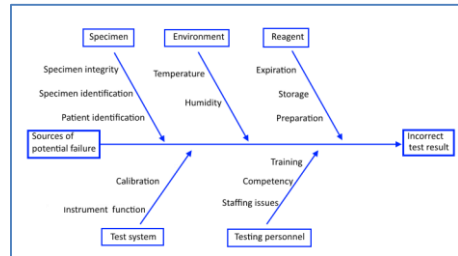 Specimen
Environment
Reagent
Specimen integrity
Specimen identification
Patient identification
Temperature
Humidity
Expiration
Storage
Preparation
Sources of
potential failure
Incorrect
test result
Calibration
Instrument function
Training
Competency
Staffing issues
Test system
Testing personnel